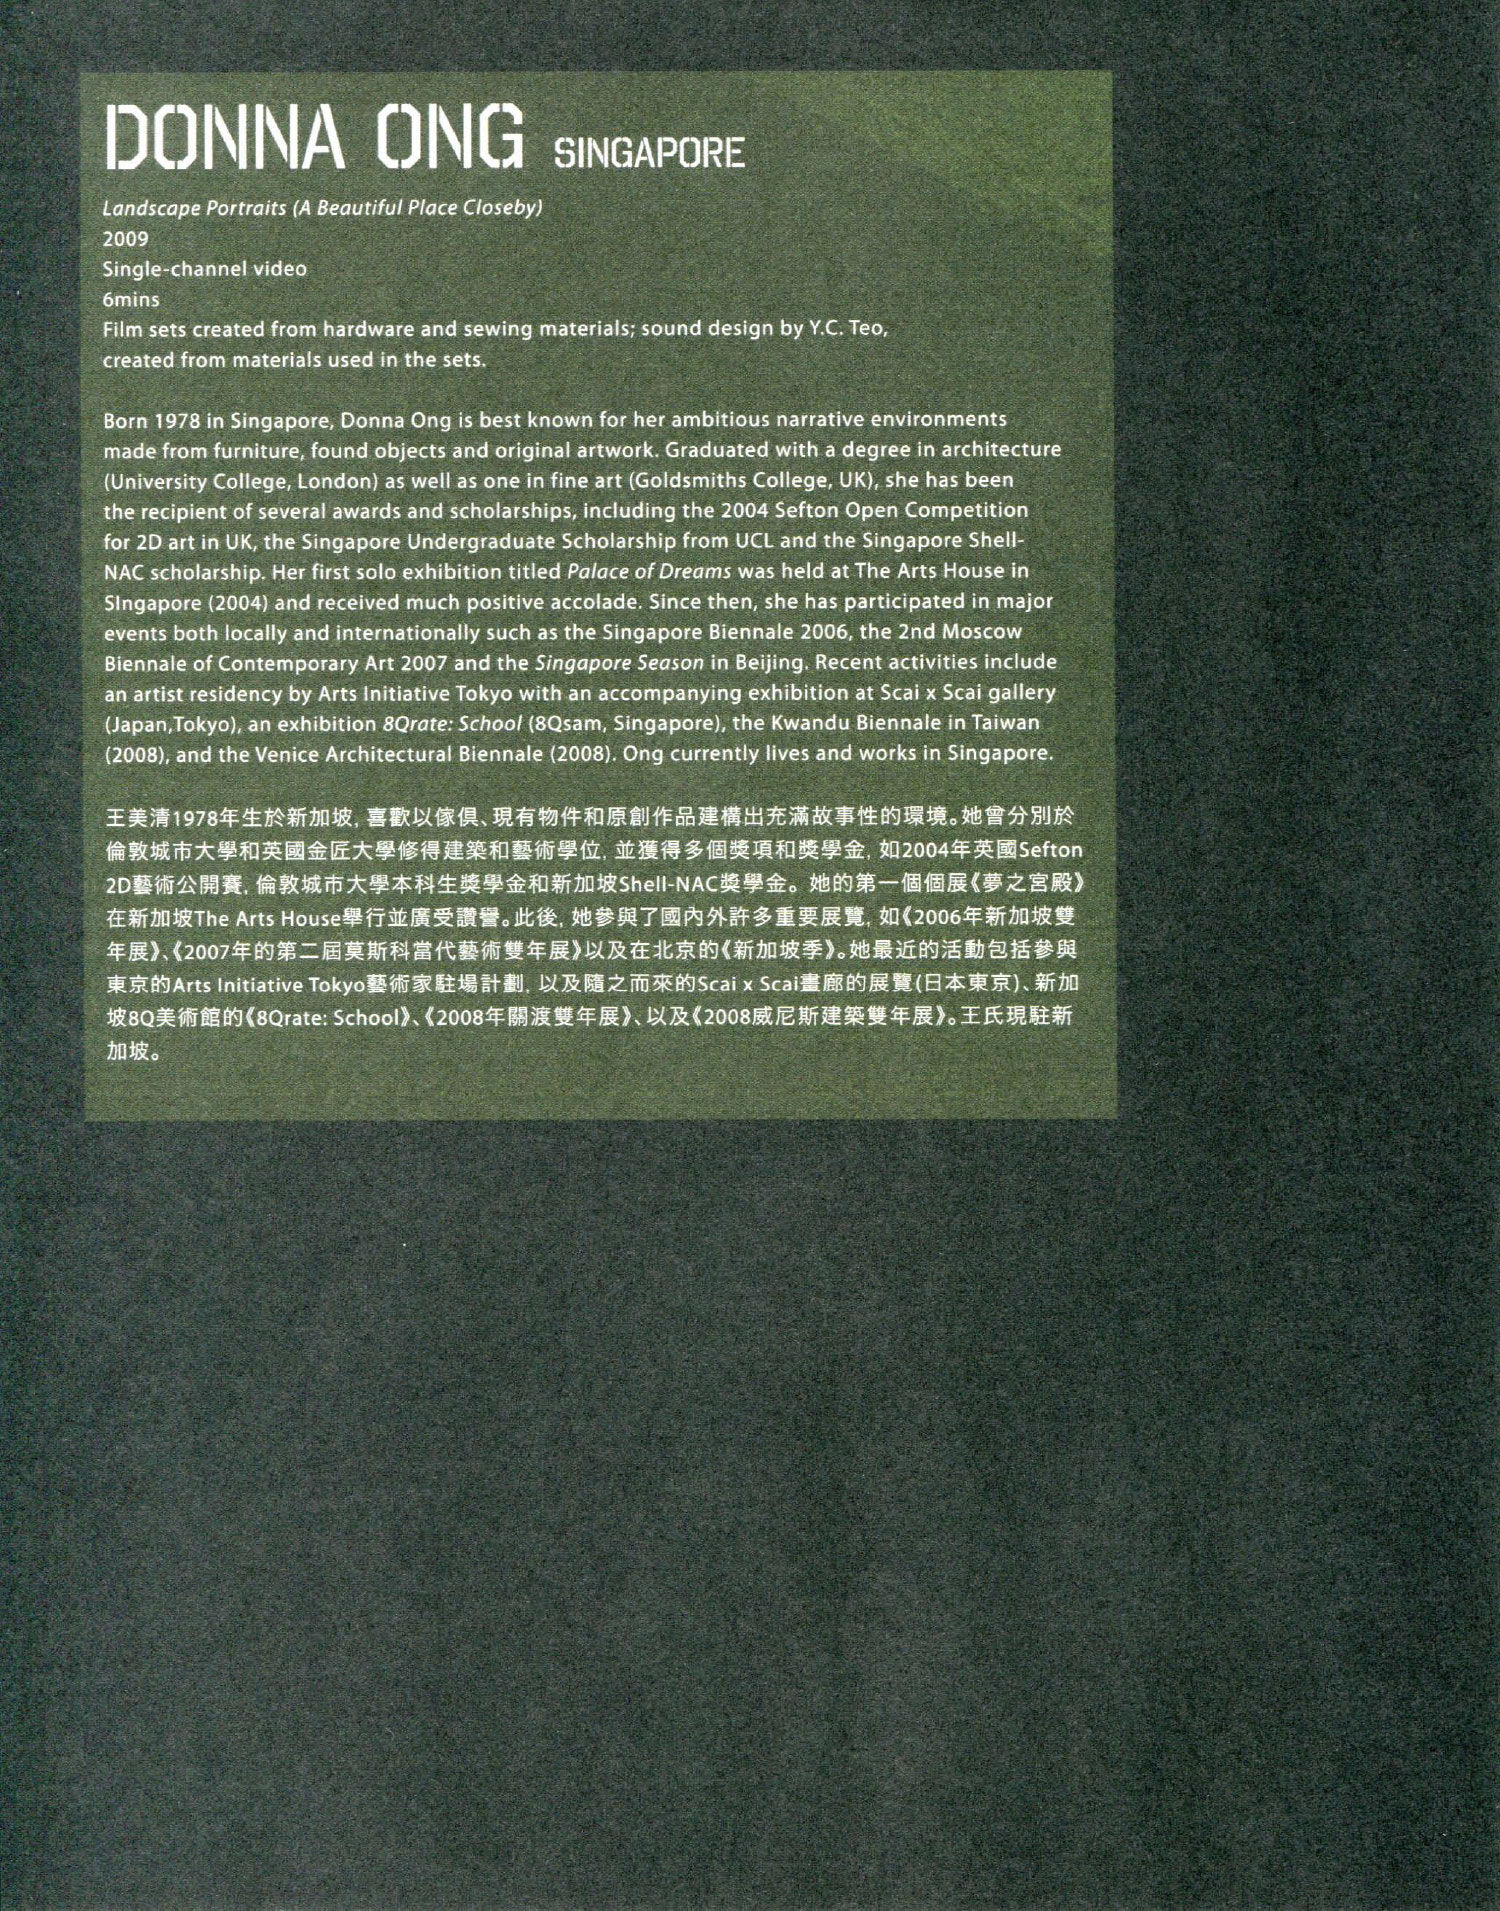 DONNA ONG SINGAPORE
Landscape Portraits (A Beautiful Place Closeby)
2009
Single-channel video
6mins
Film sets created from hardware and sewing materials; sound design by Y.C. Teo,
created from materials used in the sets.
Born 1978 in Singapore, Donna Ong is best known for her ambitious narrative environments
made from furniture, found objects and original artwork. Graduated with a degree in architecture
(University College, London) as well as one in fine art (Goldsmiths College, UK), she has been
the recipient of several awards and scholarships, including the 2004 Sefton Open Competition
for 2D art in UK, the Singapore Undergraduate Scholarship from UCL and the Singapore Shell-
NAC scholarship. Her first solo exhibition titled Palace of Dreams was held at The Arts House in
SIngapore (2004) and received much positive accolade. Since then, she has participated in major
events both locally and internationally such as the Singapore Biennale 2006, the 2nd Moscow
Biennale of Contemporary Art 2007 and the Singapore Season in Beijing. Recent activities include
an artist residency by Arts Initiative Tokyo with an accompanying exhibition at Scai x Scai gallery
(Japan,Tokyo), an exhibition 8Qrate: School (8Qsam, Singapore), the Kwandu Biennale in Taiwan
(2008), and the Venice Architectural Biennale (2008). Ong currently lives and works in Singapore.
王美清1978年生於新加坡, 喜歡以傢俱、現有物件和原創作品建構出充滿故事性的環境。她曾分別於
倫敦城市大學和英國金匠大學修得建築和藝術學位, 並獲得多個獎項和獎學金, 如2004年英國Sefton
2D藝術公開賽, 倫敦城市大學本科生獎學金和新加坡Shell-NAC獎學金。她的第一個個展《夢之宮殿》
在新加坡The Arts House舉行並廣受讚譽。此後, 她參與了國內外許多重要展覽, 如《2006年新加坡雙
年展》、《2007年的第二屆莫斯科當代藝術雙年展》以及在北京的《新加坡季》。她最近的活動包括參與
東京的Arts Initiative Tokyo藝術家駐場計劃, 以及隨之而來的Scai x Scai畫廊的展覽(日本東京)、新加
坡8Q美術館的《8Qrate: School》、《2008年關渡雙年展》、以及《2008威尼斯建築雙年展》。王氏現駐新
加坡。